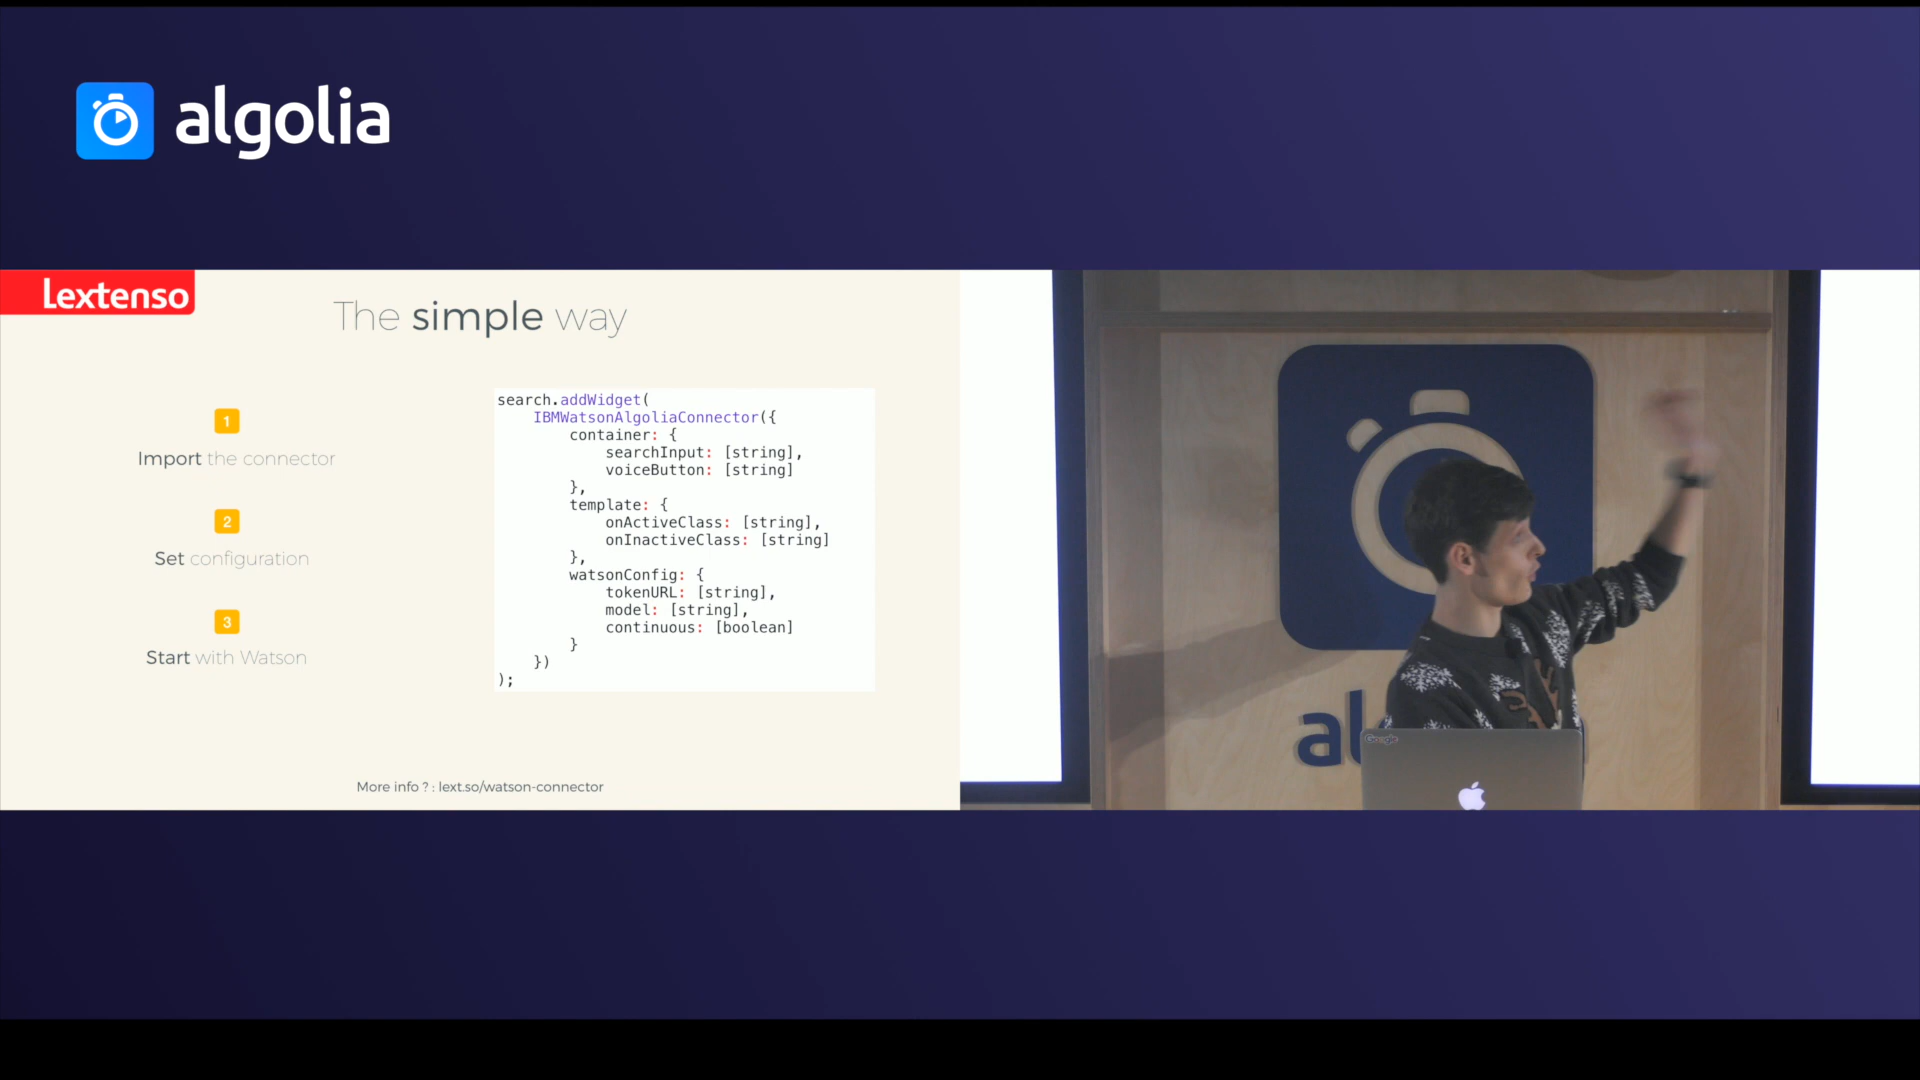 algolia
Lextenso
The simple way
1
Import the connector
2
Set configuration
3
Start with Watson
search.addWidget(
    IBMWatsonAlgoliaConnector({
        container: {
            searchInput: [string],
            voiceButton: [string]
        },
        template: {
            onActiveClass: [string],
            onInactiveClass: [string]
        },
        watsonConfig: {
            tokenURL: [string],
            model: [string],
            continuous: [boolean]
        }
    })
);
More info ? : lext.so/watson-connector
al
Google